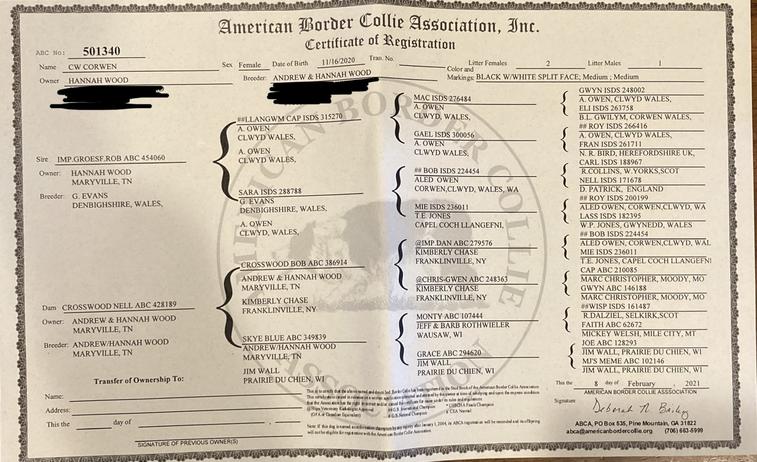 American Border Collie Association, Inc.
Certificate of Registration
ABC No: 501340
Name CW CORWEN Sex Female Date of Birth 11/16/2020 Tran. No. Litter Females 2 Litter Males 1
Owner HANNAH WOOD Breeder: ANDREW & HANNAH WOOD Color and Markings: BLACK W/WHITE SPLIT FACE; Medium ; Medium
Sire IMP.GROESF.ROB ABC 454060
Owner: HANNAH WOOD
MARYVILLE, TN
Breeder: G. EVANS
DENBIGHSHIRE, WALES,
Dam CROSSWOOD NELL ABC 428189
Owner: ANDREW & HANNAH WOOD
MARYVILLE, TN
Breeder: ANDREW/HANNAH WOOD
MARYVILLE, TN
Transfer of Ownership To:
Name:
Address:
This the day of
SIGNATURE OF PREVIOUS OWNER(S)
##LLANGWM CAP ISDS 315270
A. OWEN
CLWYD WALES,
A. OWEN
CLWYD WALES,
SARA ISDS 288788
G. EVANS
DENBIGHSHIRE, WALES,
A. OWEN
CLWYD, WALES,
CROSSWOOD BOB ABC 386914
ANDREW & HANNAH WOOD
MARYVILLE, TN
KIMBERLY CHASE
FRANKLINVILLE, NY
SKYE BLUE ABC 349839
ANDREW/HANNAH WOOD
MARYVILLE, TN
JIM WALL
PRAIRIE DU CHIEN, WI
MAC ISDS 276484
A. OWEN
CLWYD, WALES,
GAEL ISDS 300056
A. OWEN
CLWYD, WALES,
## BOB ISDS 224454
ALED OWEN
CORWEN,CLWYD, WALES, WA
MIE ISDS 236011
T.E. JONES
CAPEL COCH LLANGEFNI,
@IMP DAN ABC 279576
KIMBERLY CHASE
FRANKLINVILLE, NY
@CHRIS-GWEN ABC 248363
KIMBERLY CHASE
FRANKLINVILLE, NY
MONTY ABC 107444
JEFF & BARB ROTHWIELER
WAUSAW, WI
GRACE ABC 294620
JIM WALL
PRAIRIE DU CHIEN, WI
GWYN ISDS 248002
A. OWEN, CLWYD WALES,
ELI ISDS 263758
B.L. GWILYM, CORWEN WALES,
## ROY ISDS 266416
A. OWEN, CLWYD WALES,
FRAN ISDS 261711
N. R. BIRD, HEREFORDSHIRE UK,
CARL ISDS 188967
R.COLLINS, W.YORKS,SCOT
NELL ISDS 171678
D. PATRICK, ENGLAND
## ROY ISDS 200199
ALED OWEN, CORWEN,CLWYD, WA
LASS ISDS 182395
W.P. JONES, GWYNEDD, WALES
## BOB ISDS 224454
ALED OWEN, CORWEN,CLWYD, WAL
MIE ISDS 236011
T.E. JONES, CAPEL COCH LLANGEFNI
CAP ABC 210085
MARC CHRISTOPHER, MOODY, MO
GWYN ABC 146188
MARC CHRISTOPHER, MOODY, MO
##WISP ISDS 161487
R.DALZIEL, SELKIRK,SCOT
FAITH ABC 62672
MICKEY WELSH, MILE CITY, MT
JOE ABC 128293
JIM WALL, PRAIRIE DU CHIEN, WI
MJ'S MEME ABC 102146
JIM WALL, PRAIRIE DU CHIEN, WI
This the 8 day of February , 2021
AMERICAN BORDER COLLIE ASSOCIATION
Signature Deborah N Bailey
ABCA, PO Box 535, Pine Mountain, GA 31822
abca@americanbordercollie.org (706) 663-5999
AMERICAN BORDER COLLIE ASSOCIATION